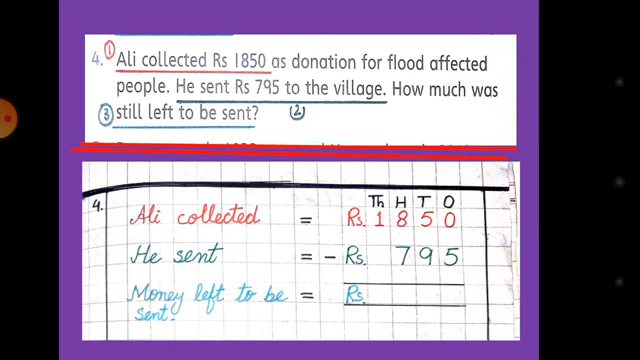 4. ① Ali collected Rs 1850 as donation for flood affected
people. He sent Rs 795 to the village. How much was
③ still left to be sent? ②
4. Th H T O
Ali collected = Rs. 1 8 5 0
He sent = - Rs. 7 9 5
Money left to be = Rs.
sent.